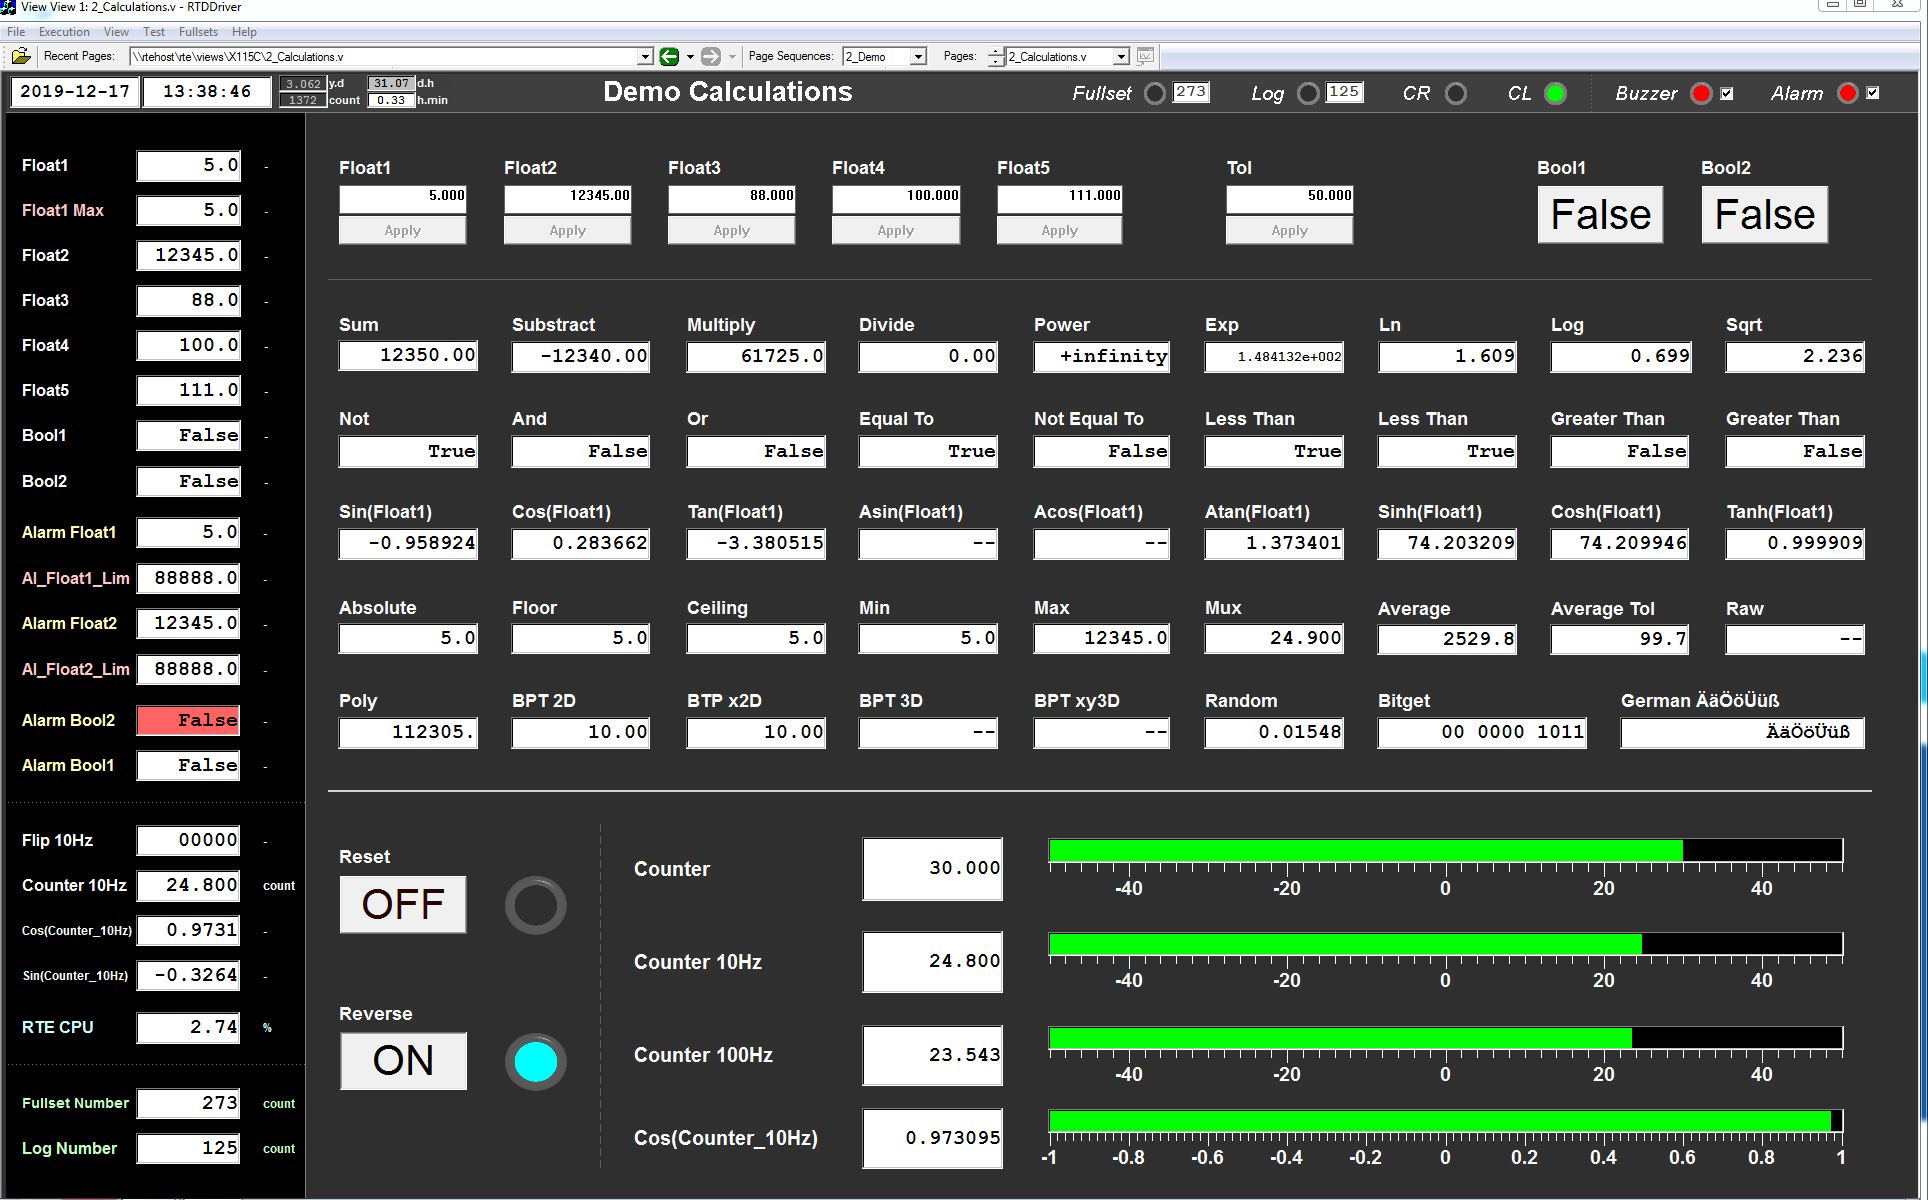 View View 1: 2_Calculations.v - RTDDriver
File Execution View Test Fullsets Help
Recent Pages: \\rtehost\rte\views\X115C\2_Calculations.v Page Sequences: 2_Demo Pages: 2_Calculations.v
2019-12-17 13:38:46 3.062 y.d 31.07 d.h Demo Calculations Fullset 273 Log 125 CR CL Buzzer Alarm
1372 count 0.33 h.min
Float1 5.0 -
Float1 Max 5.0 -
Float2 12345.0 -
Float3 88.0 -
Float4 100.0 -
Float5 111.0 -
Bool1 False -
Bool2 False -
Alarm Float1 5.0 -
Al_Float1_Lim 88888.0 -
Alarm Float2 12345.0 -
Al_Float2_Lim 88888.0 -
Alarm Bool2 False -
Alarm Bool1 False -
Flip 10Hz 00000 -
Counter 10Hz 24.800 count
Cos(Counter_10Hz) 0.9731 -
Sin(Counter_10Hz) -0.3264 -
RTE CPU 2.74 %
Fullset Number 273 count
Log Number 125 count
Float1 Float2 Float3 Float4 Float5 Tol Bool1 Bool2
5.000 12345.00 88.000 100.000 111.000 50.000 False False
Apply Apply Apply Apply Apply Apply
Sum Substract Multiply Divide Power Exp Ln Log Sqrt
12350.00 -12340.00 61725.0 0.00 +infinity 1.484132e+002 1.609 0.699 2.236
Not And Or Equal To Not Equal To Less Than Less Than Greater Than Greater Than
True False False True False True True False False
Sin(Float1) Cos(Float1) Tan(Float1) Asin(Float1) Acos(Float1) Atan(Float1) Sinh(Float1) Cosh(Float1) Tanh(Float1)
-0.958924 0.283662 -3.380515 -- -- 1.373401 74.203209 74.209946 0.999909
Absolute Floor Ceiling Min Max Mux Average Average Tol Raw
5.0 5.0 5.0 5.0 12345.0 24.900 2529.8 99.7 --
Poly BPT 2D BTP x2D BPT 3D BPT xy3D Random Bitget German ÄäÖöÜüß
112305. 10.00 10.00 -- -- 0.01548 00 0000 1011 ÄäÖöÜüß
Reset
OFF
Reverse
ON
Counter 30.000
-40 -20 0 20 40
Counter 10Hz 24.800
-40 -20 0 20 40
Counter 100Hz 23.543
-40 -20 0 20 40
Cos(Counter_10Hz) 0.973095
-1 -0.8 -0.6 -0.4 -0.2 0 0.2 0.4 0.6 0.8 1